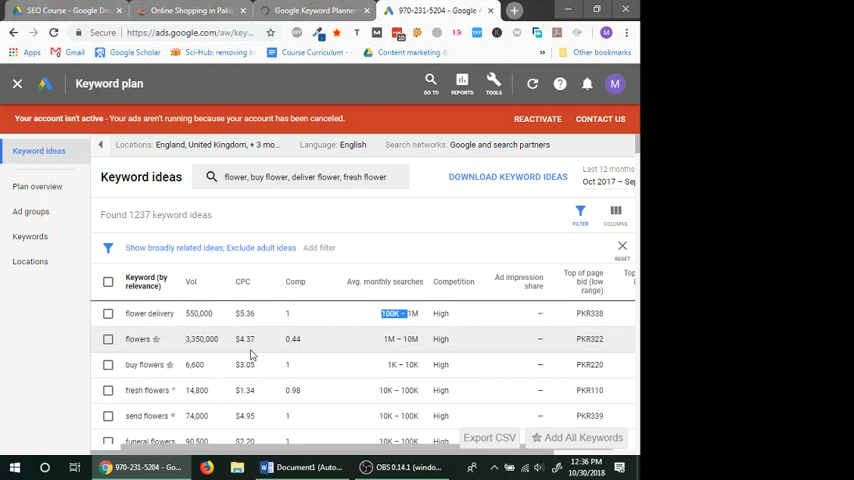 SEO Course - Google Dri
Online Shopping in Pak
Google Keyword Planner
970-231-5204 - Google A
Secure
https://ads.google.com/aw/key...
Apps
Gmail
Google Scholar
Sci-Hub: removing b
Course Curriculum
Content marketing
Other bookmarks
Keyword plan
GO TO
REPORTS
TOOLS
M
Your account isn't active - Your ads aren't running because your account has been canceled.
REACTIVATE
CONTACT US
Keyword ideas
Plan overview
Ad groups
Keywords
Locations
Locations: England, United Kingdom, + 3 mo...
Language: English
Search networks: Google and search partners
Keyword ideas
flower, buy flower, deliver flower, fresh flower
DOWNLOAD KEYWORD IDEAS
Last 12 months
Oct 2017 – Sep
Found 1237 keyword ideas
FILTER
COLUMNS
Show broadly related ideas; Exclude adult ideas
Add filter
RESET
Keyword (by relevance)
Vol
CPC
Comp
Avg. monthly searches
Competition
Ad impression share
Top of page bid (low range)
Top
flower delivery 550,000 $5.36 1 100K – 1M High – PKR338
flowers 3,350,000 $4.37 0.44 1M – 10M High – PKR322
buy flowers 6,600 $3.05 1 1K – 10K High – PKR220
fresh flowers 14,800 $1.34 0.98 10K – 100K High – PKR110
send flowers 74,000 $4.95 1 10K – 100K High – PKR339
funeral flowers 90,500 $2.20 1 10K – 100K High
Export CSV
Add All Keywords
970-231-5204 - Go...
Document1 (Auto...
OBS 0.14.1 (windo...
12:36 PM
10/30/2018